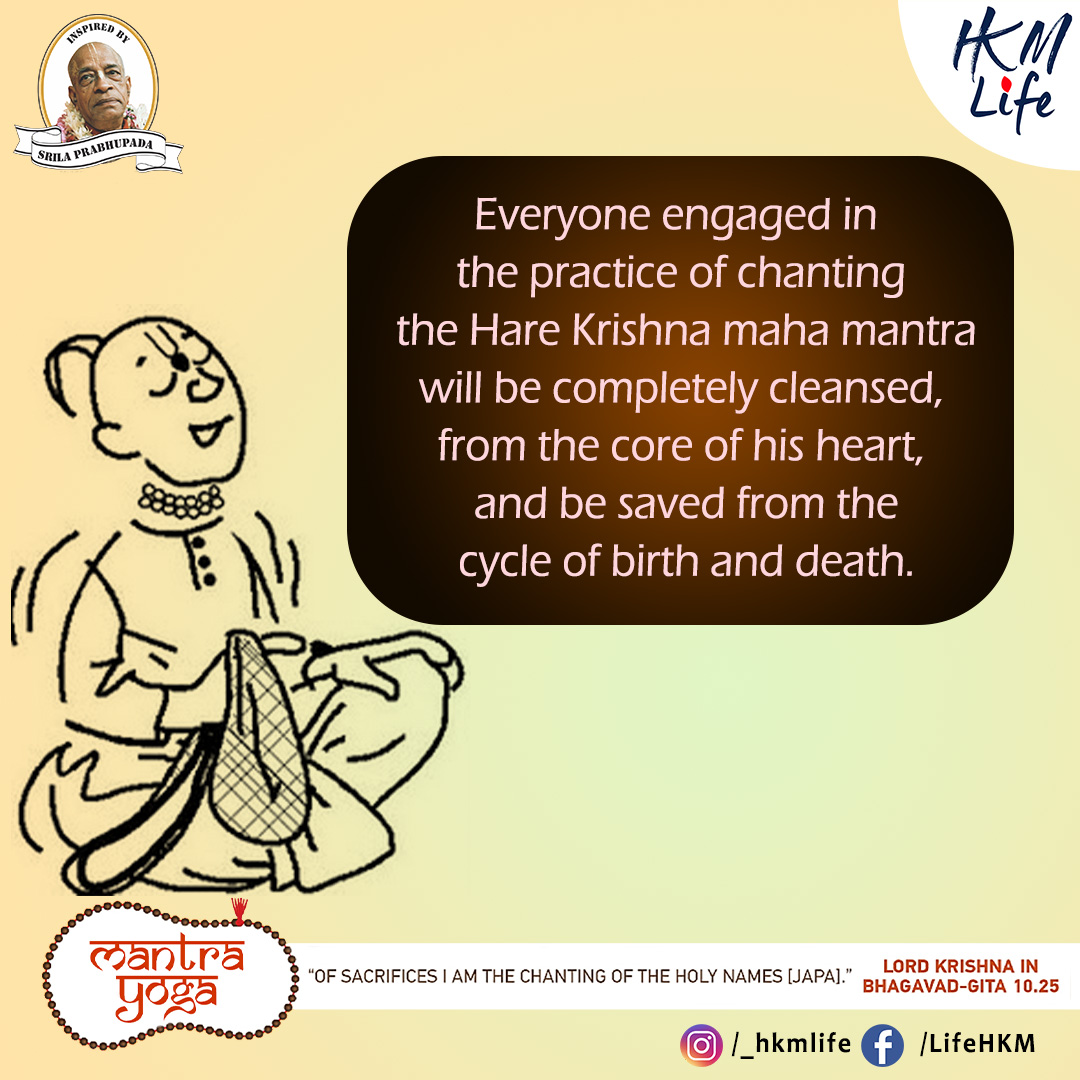 INSPIRED BY
SRILA PRABHUPADA
HKM
Life
Everyone engaged in
the practice of chanting
the Hare Krishna maha mantra
will be completely cleansed,
from the core of his heart,
and be saved from the
cycle of birth and death.
mantra
yoga
“OF SACRIFICES I AM THE CHANTING OF THE HOLY NAMES [JAPA].”
LORD KRISHNA IN
BHAGAVAD-GITA 10.25
/_hkmlife
/LifeHKM